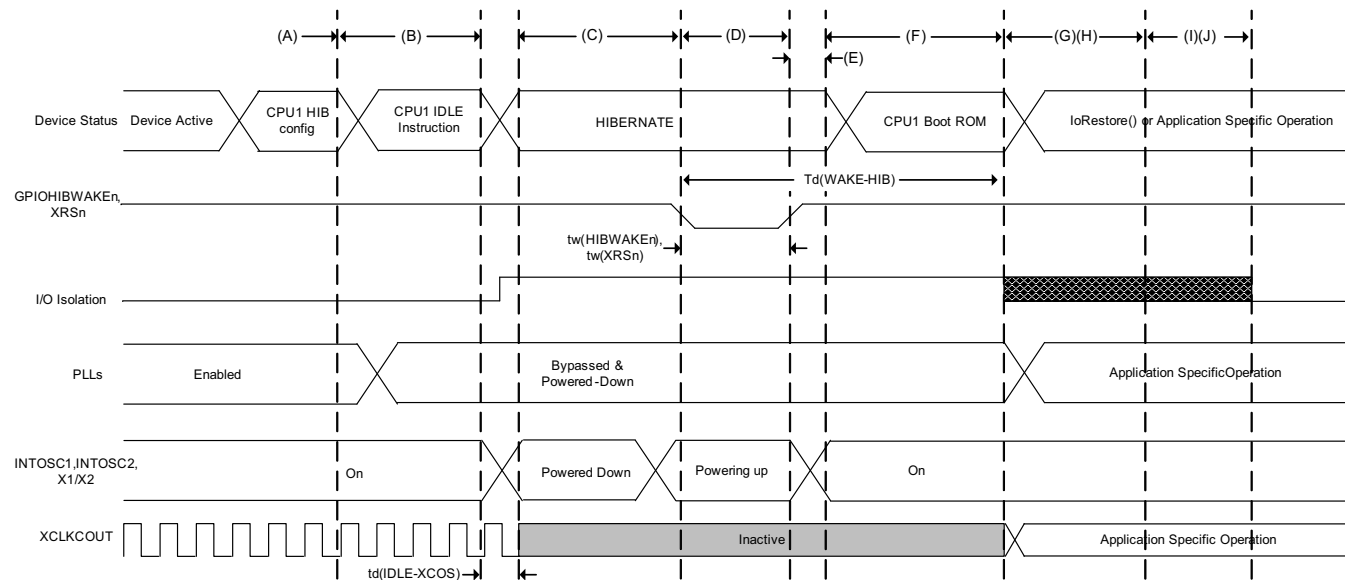 (A)
(B)
(C)
(D)
(E)
(F)
(G)(H)
(I)(J)
Device Status
Device Active
CPU1 HIB
config
CPU1 IDLE
Instruction
HIBERNATE
CPU1 Boot ROM
IoRestore() or Application Specific Operation
Td(WAKE-HIB)
GPIOHIBWAKEn,
XRSn
tw(HIBWAKEn),
tw(XRSn)
I/O Isolation
PLLs
Enabled
Bypassed &
Powered-Down
Application SpecificOperation
INTOSC1,INTOSC2,
X1/X2
On
Powered Down
Powering up
On
XCLKCOUT
Inactive
Application Specific Operation
td(IDLE-XCOS)